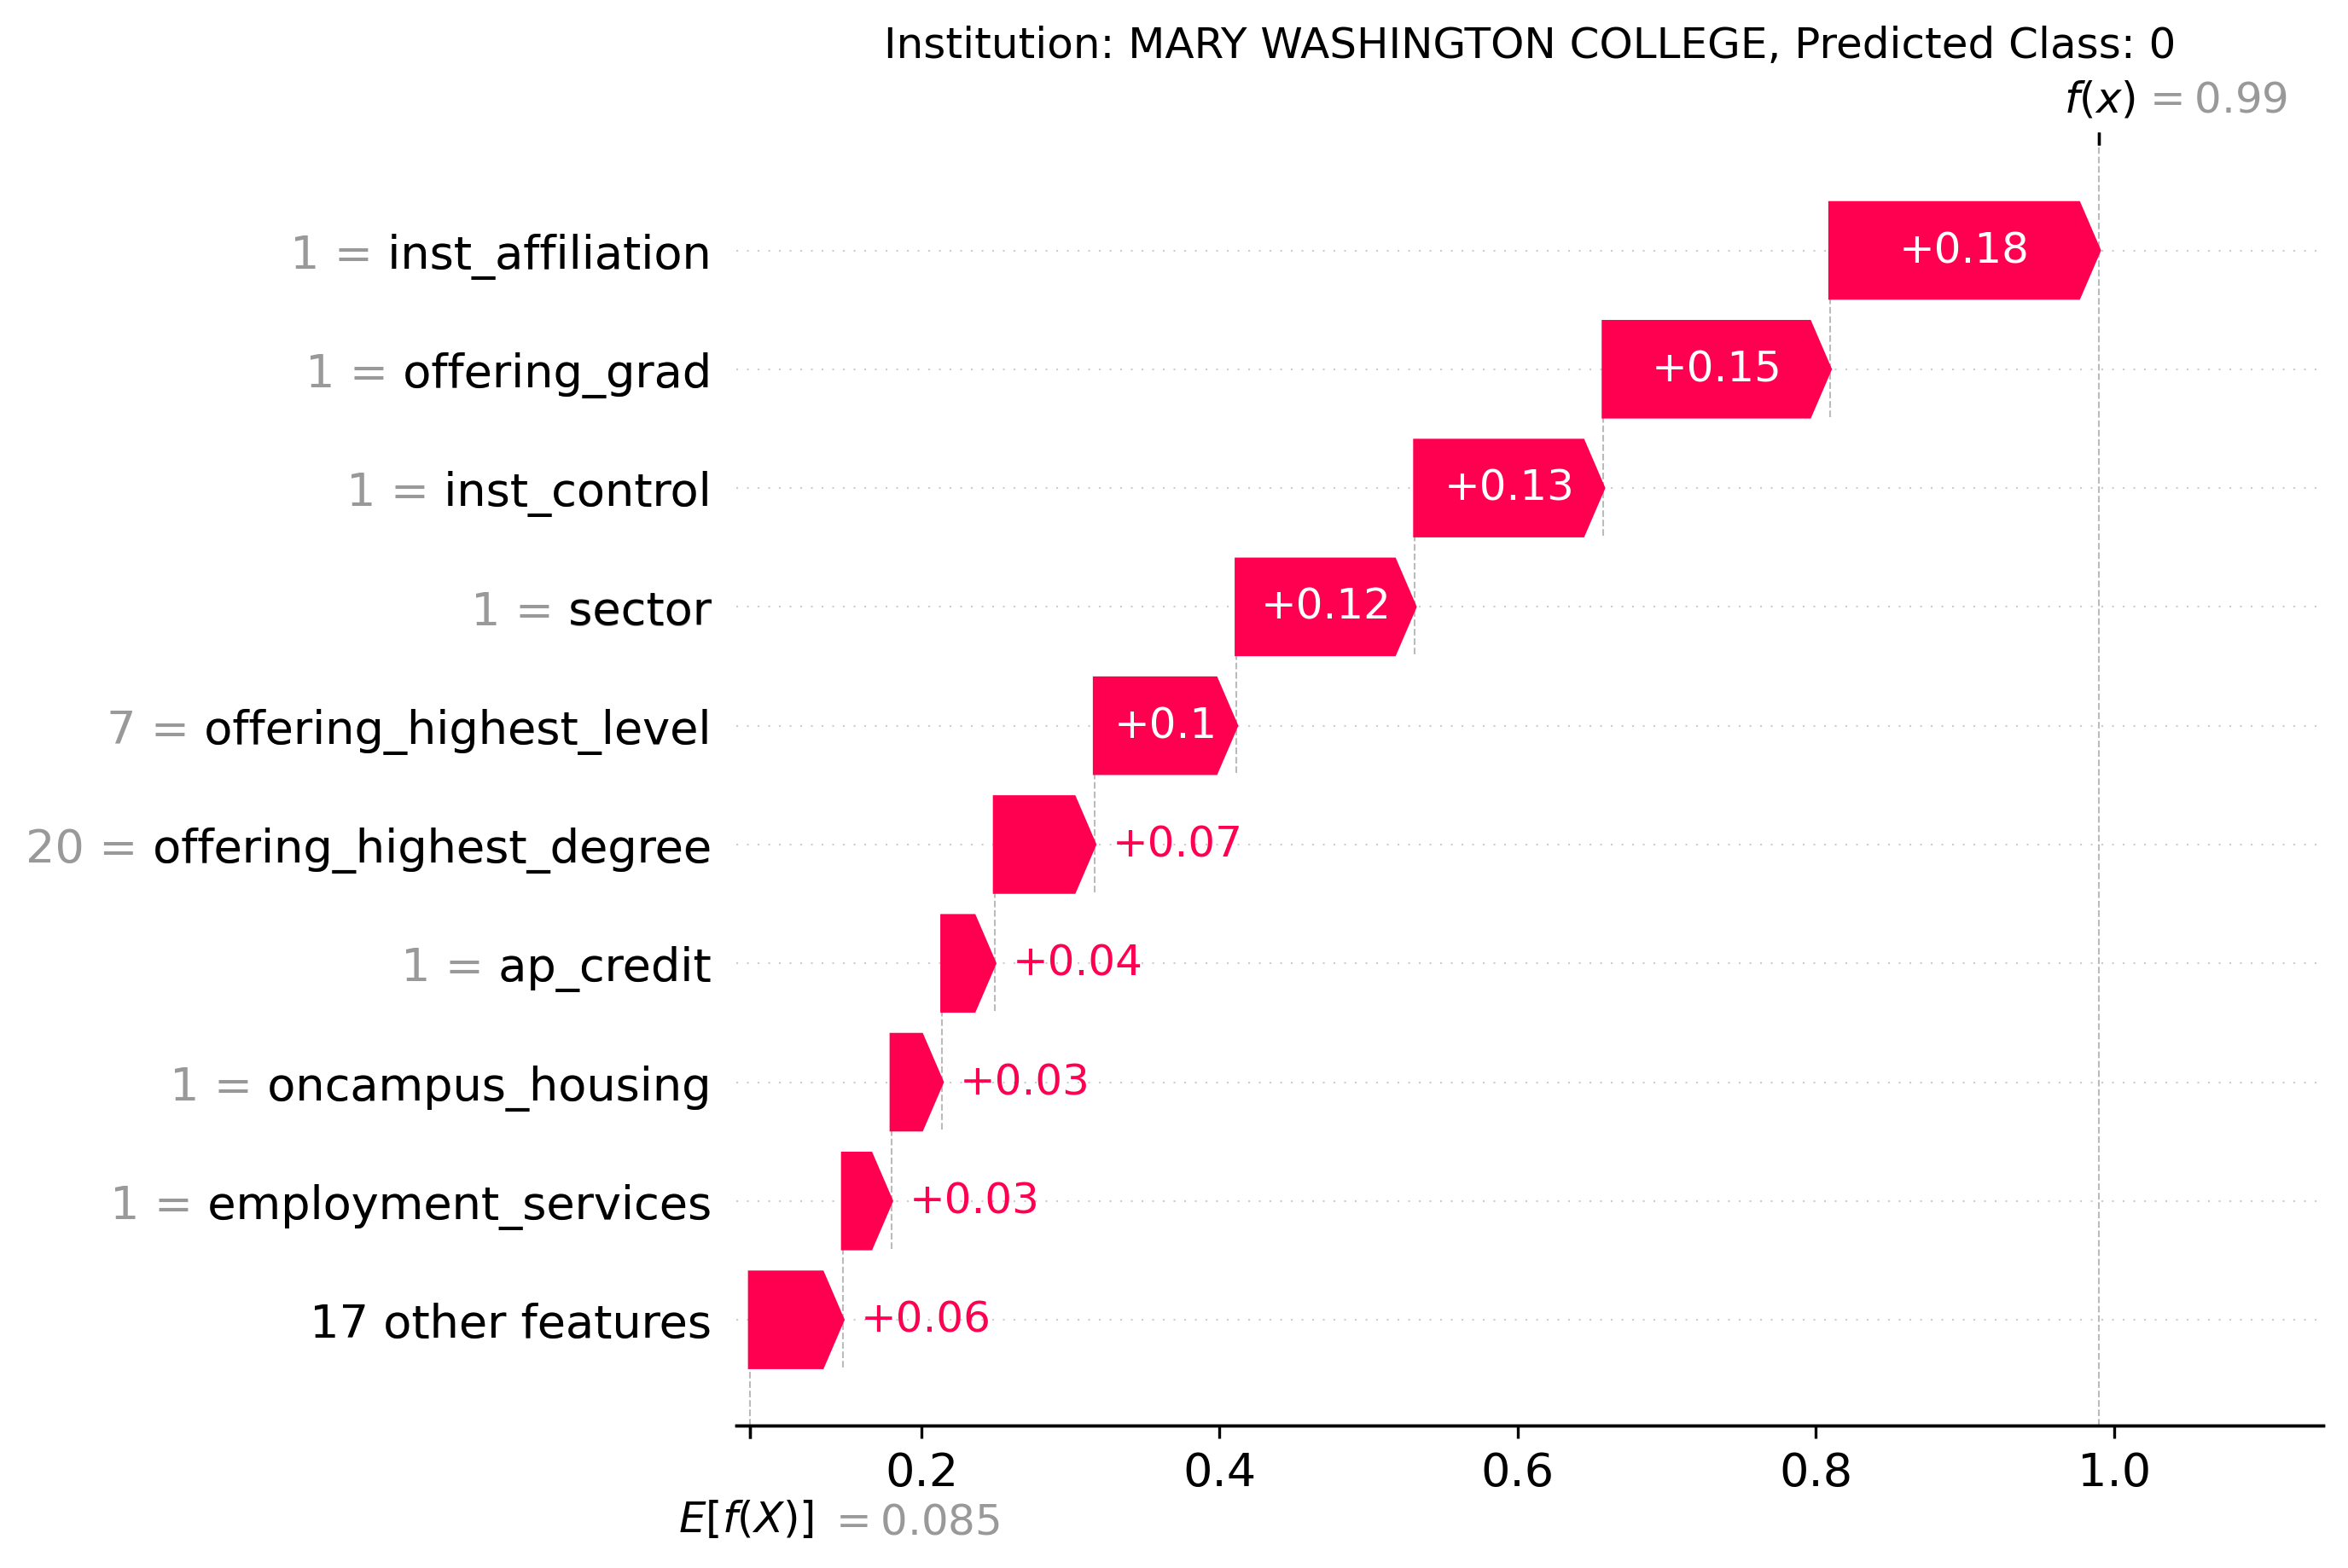 Institution: MARY WASHINGTON COLLEGE, Predicted Class: 0
f(x) = 0.99
1 = inst_affiliation
+0.18
1 = offering_grad
+0.15
1 = inst_control
+0.13
1 = sector
+0.12
7 = offering_highest_level
+0.1
20 = offering_highest_degree
+0.07
1 = ap_credit
+0.04
1 = oncampus_housing
+0.03
1 = employment_services
+0.03
17 other features
+0.06
0.2 0.4 0.6 0.8 1.0
E[f(X)] = 0.085